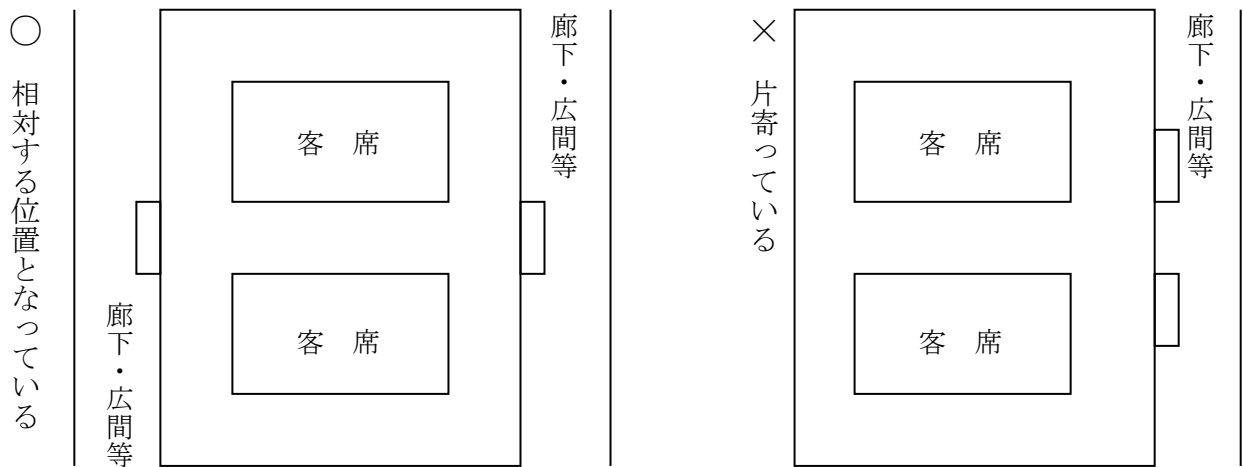 ○ 相対する位置となっている
廊下・広間等
客 席
客 席
廊下・広間等
× 片寄っている
客 席
客 席
廊下・広間等